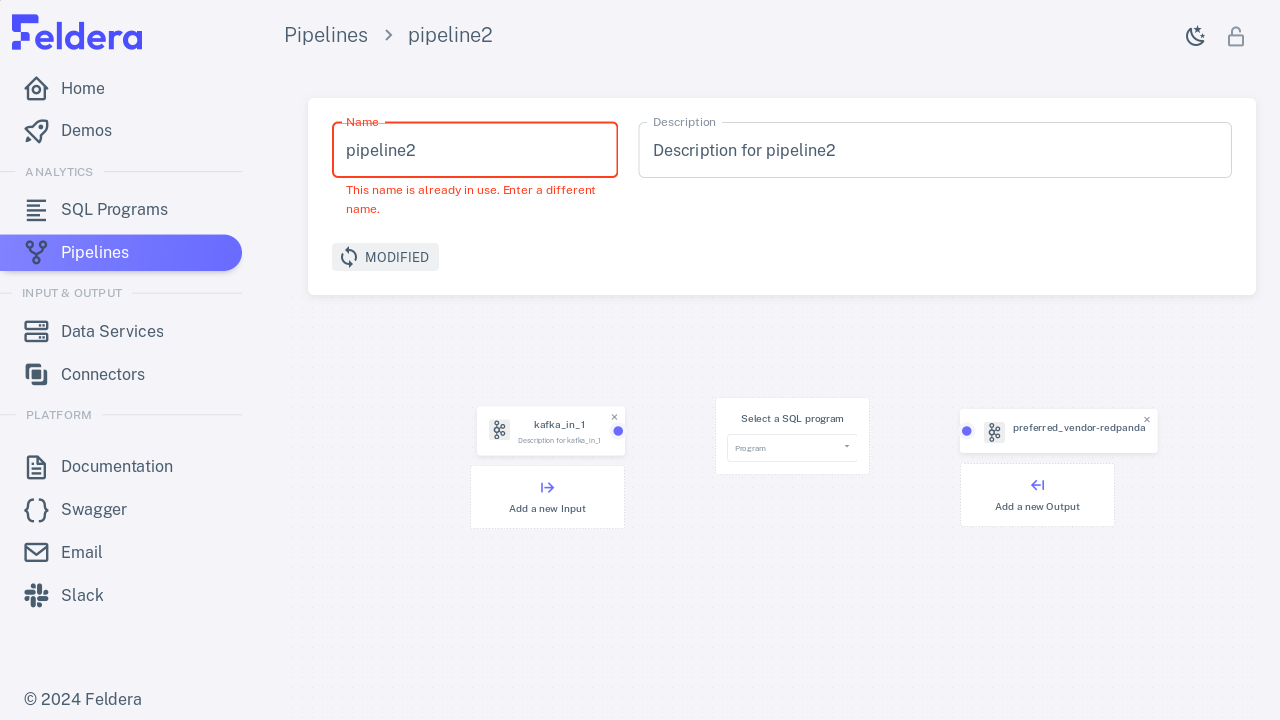 Feldera
Pipelines > pipeline2
Home
Demos
ANALYTICS
SQL Programs
Pipelines
INPUT & OUTPUT
Data Services
Connectors
PLATFORM
Documentation
Swagger
Email
Slack
© 2024 Feldera
Name
pipeline2
This name is already in use. Enter a different
name.
Description
Description for pipeline2
MODIFIED
kafka_in_1
Description for kafka_in_1
Add a new Input
Select a SQL program
Program
preferred_vendor-redpanda
Add a new Output